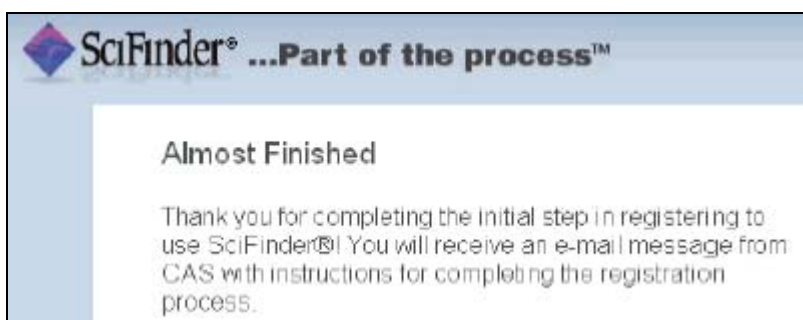 SciFinder® ...Part of the process™
Almost Finished
Thank you for completing the initial step in registering to
use SciFinder®! You will receive an e-mail message from
CAS with instructions for completing the registration
process.